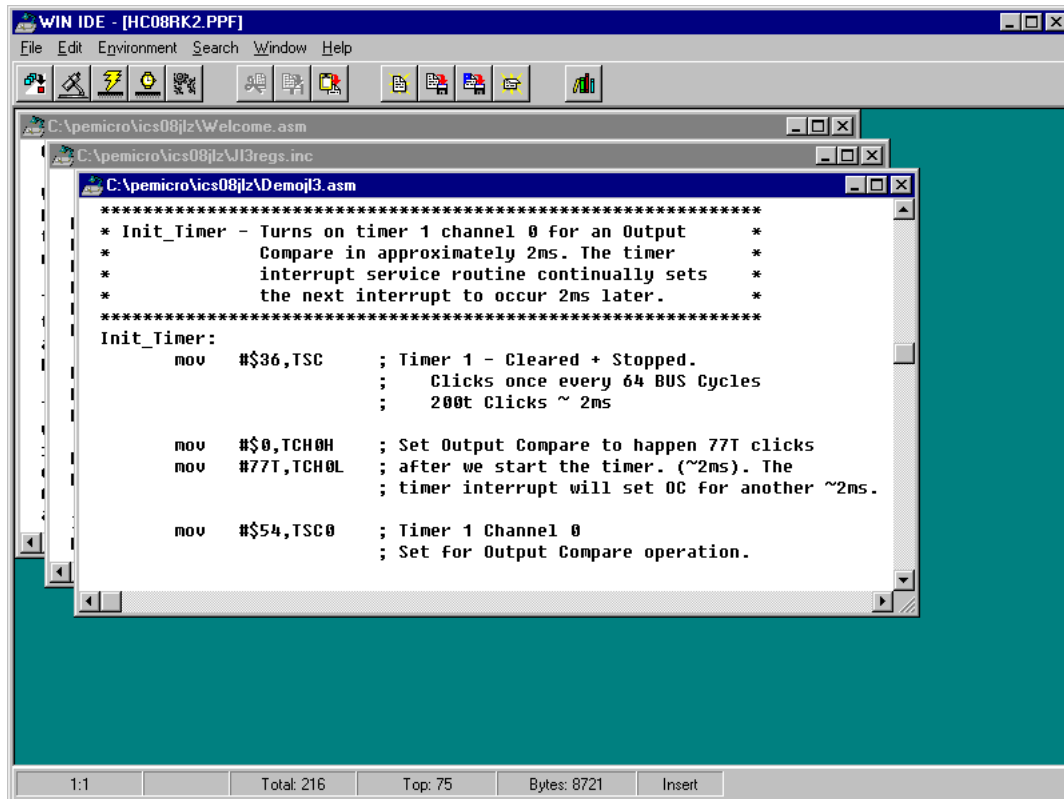 WIN IDE - [HC08RK2.PPF]
File Edit Environment Search Window Help
C:\pemicro\ics08jlz\Welcome.asm
C:\pemicro\ics08jlz\Jl3regs.inc
C:\pemicro\ics08jlz\Demojl3.asm
**************************************************************
* Init_Timer - Turns on timer 1 channel 0 for an Output      *
*              Compare in approximately 2ms. The timer       *
*              interrupt service routine continually sets    *
*              the next interrupt to occur 2ms later.        *
**************************************************************
Init_Timer:
       mov   #$36,TSC     ; Timer 1 - Cleared + Stopped.
                          ;    Clicks once every 64 BUS Cycles
                          ;    200t Clicks ~ 2ms
       mov   #$0,TCH0H    ; Set Output Compare to happen 77T clicks
       mov   #77T,TCH0L   ; after we start the timer. (~2ms). The
                          ; timer interrupt will set OC for another ~2ms.
       mov   #$54,TSC0    ; Timer 1 Channel 0
                          ; Set for Output Compare operation.
1:1 Total: 216 Top: 75 Bytes: 8721 Insert